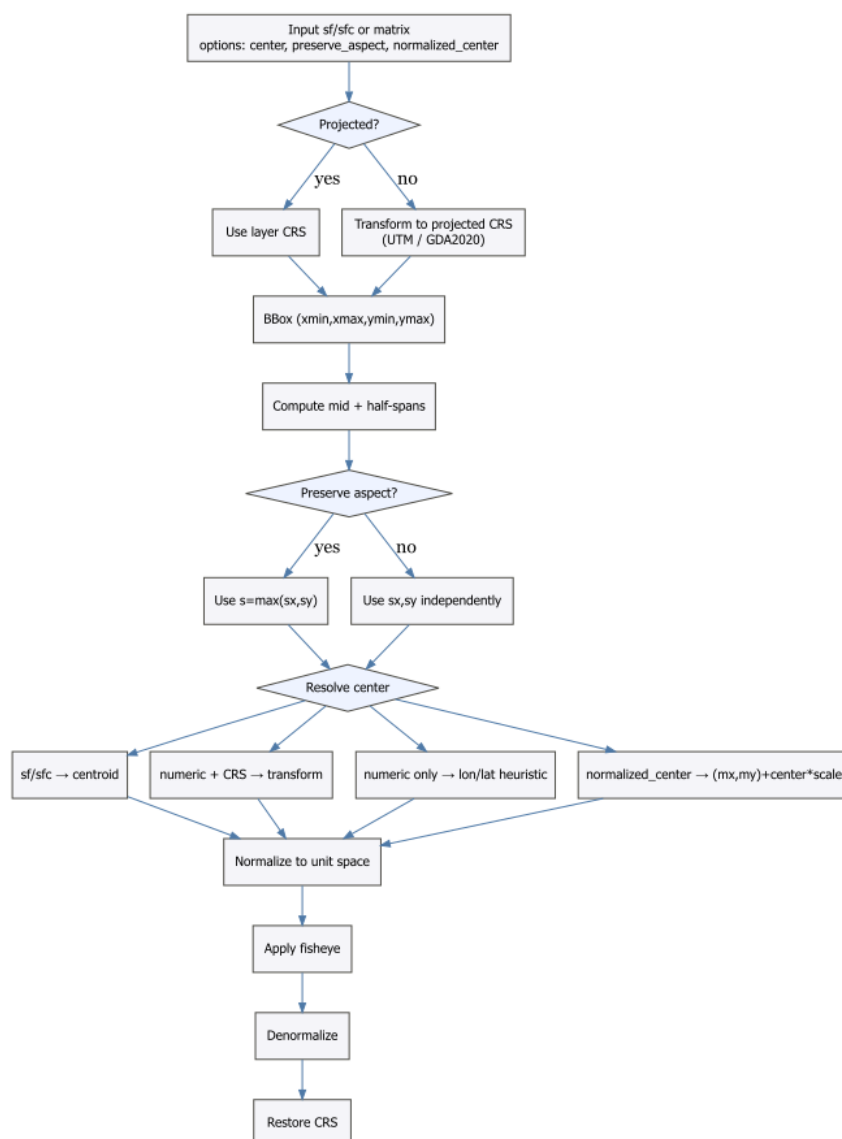 Input sf/sfc or matrix
options: center, preserve_aspect, normalized_center
Projected?
yes
no
Use layer CRS
Transform to projected CRS
(UTM / GDA2020)
BBox (xmin,xmax,ymin,ymax)
Compute mid + half-spans
Preserve aspect?
yes
no
Use s=max(sx,sy)
Use sx,sy independently
Resolve center
sf/sfc → centroid
numeric + CRS → transform
numeric only → lon/lat heuristic
normalized_center → (mx,my)+center*scale
Normalize to unit space
Apply fisheye
Denormalize
Restore CRS